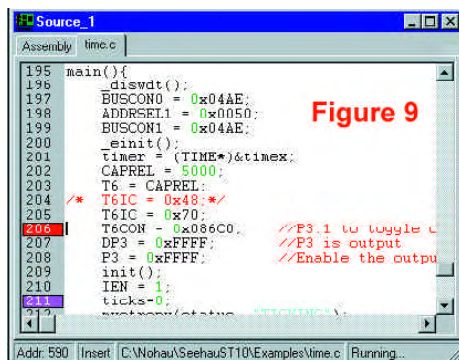 Source_1
Assembly time.c
195 main(){
196 _diswdt();
197 BUSCON0 = 0x04AE;
198 ADDRSEL1 = 0x0050;
199 BUSCON1 = 0x04AE;
200 _einit();
201 timer = (TIME*)&timex;
202 CAPREL = 5000;
203 T6 = CAPREL;
204 /* T6IC = 0x48;*/
205 T6IC = 0x70;
206 T6CON - 0x086C0, //P3.1 to toggle
207 DP3 = 0xFFFF; //P3 is output
208 P3 = 0xFFFF; //Enable the outpu
209 init();
210 IEN = 1;
211 ticks-0;
212 "TICKING");
Figure 9
Addr: 590 Insert C:\Nohau\SeehauST10\Examples\time.c Running...